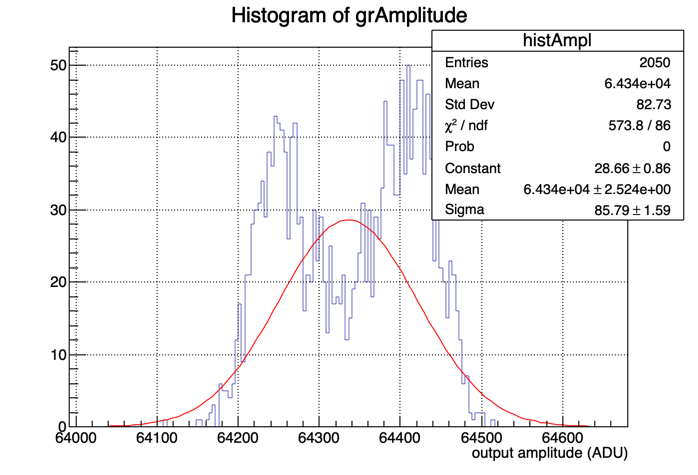 Histogram of grAmplitude
histAmpl
Entries 2050
Mean 6.434e+04
Std Dev 82.73
χ² / ndf 573.8 / 86
Prob 0
Constant 28.66 ± 0.86
Mean 6.434e+04 ± 2.524e+00
Sigma 85.79 ± 1.59
50
40
30
20
10
0
64000 64100 64200 64300 64400 64500 64600
output amplitude (ADU)